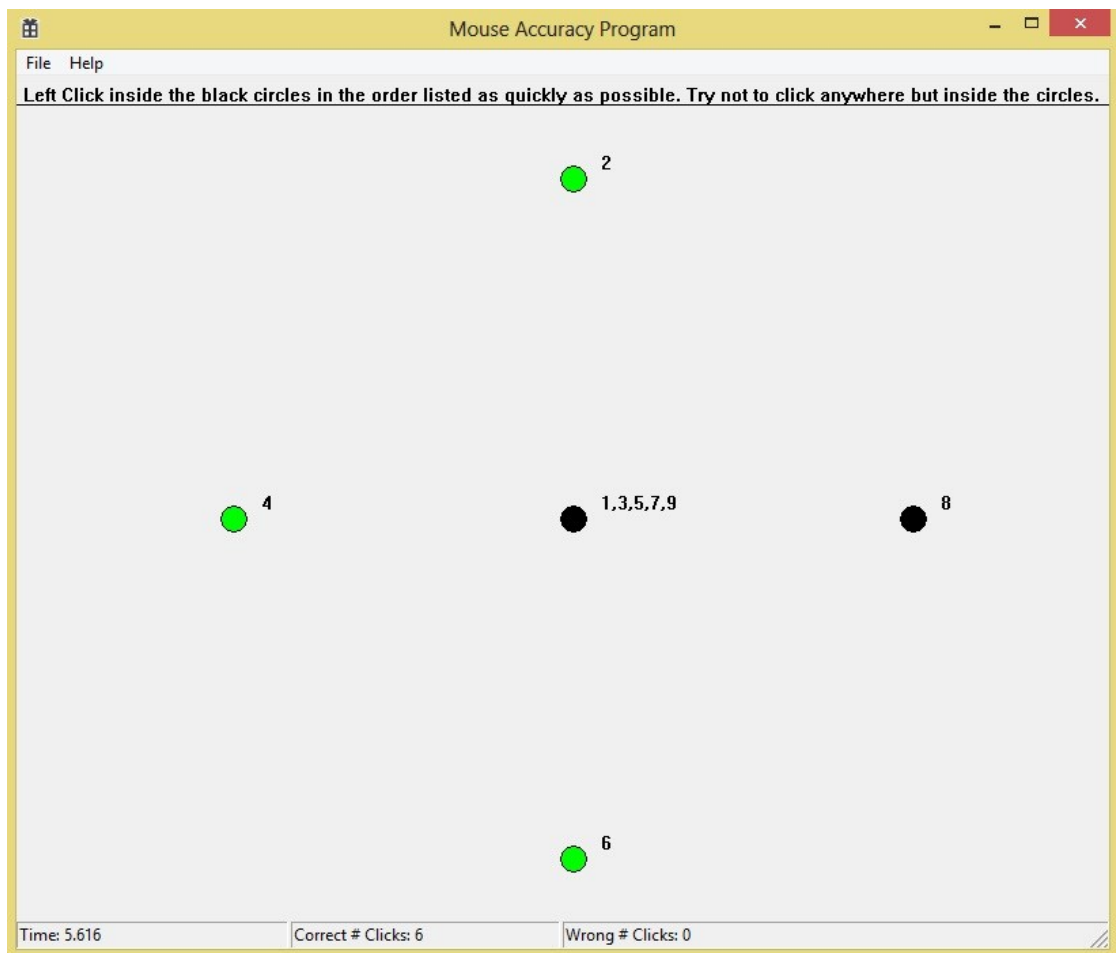 Mouse Accuracy Program
File Help
Left Click inside the black circles in the order listed as quickly as possible. Try not to click anywhere but inside the circles.
2
4
1,3,5,7,9
8
6
Time: 5.616
Correct # Clicks: 6
Wrong # Clicks: 0